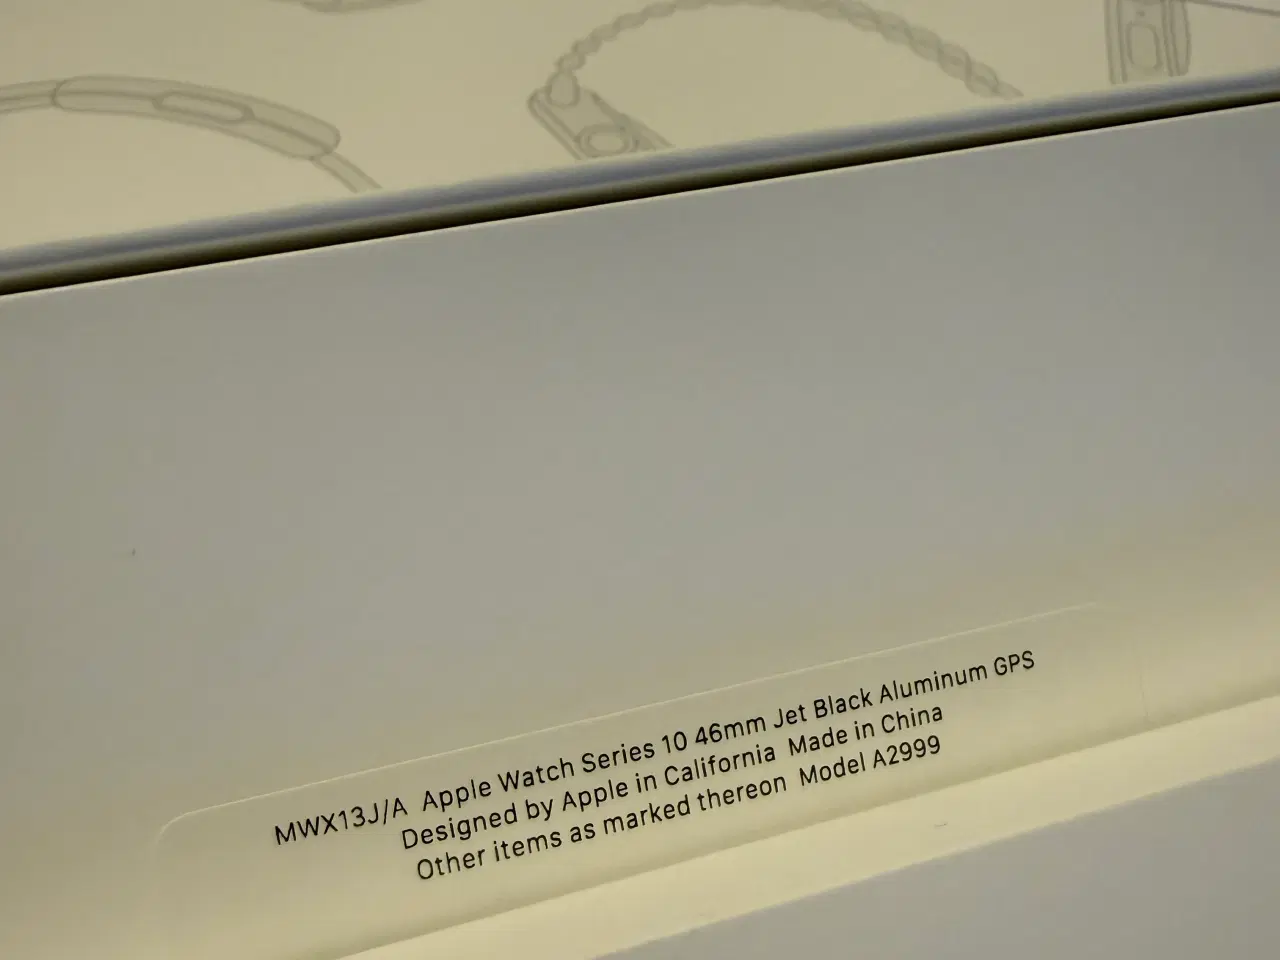 MWX13J/A Apple Watch Series 10 46mm Jet Black Aluminum GPS
Designed by Apple in California Made in China
Other items as marked thereon Model A2999